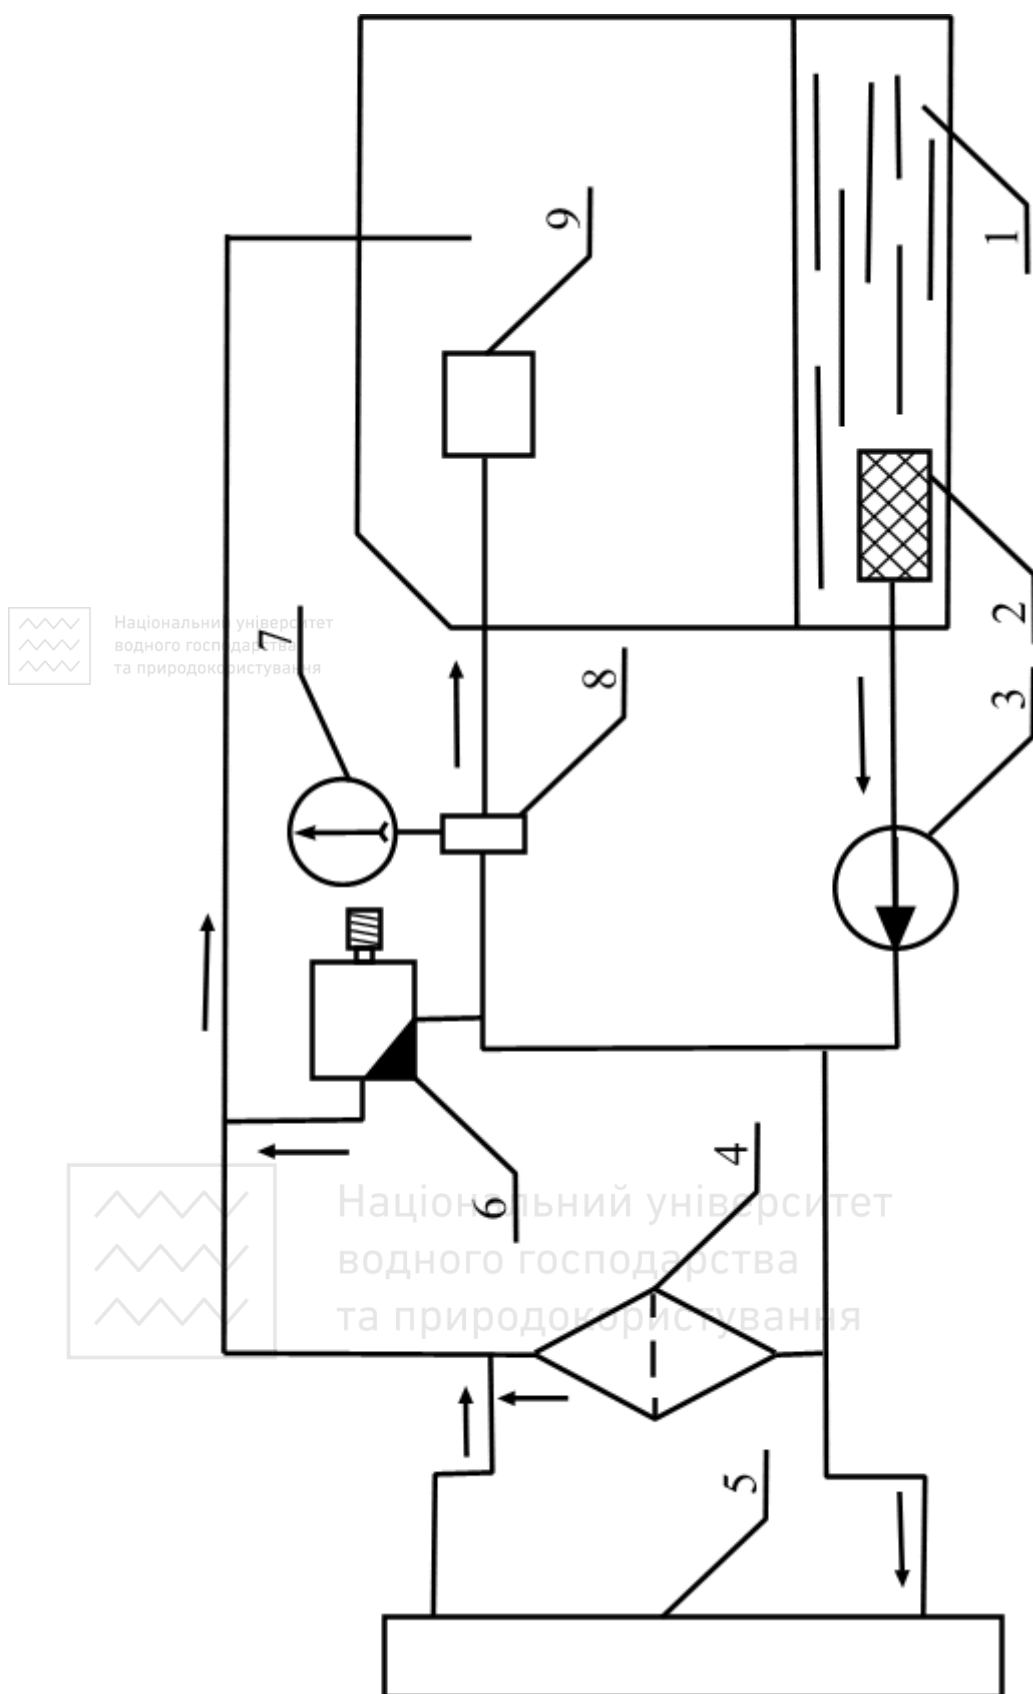 9
1
Національний університет
водного господарства
та природокористування
7
8
2
3
4
6
Національний університет
водного господарства
та природокористування
5